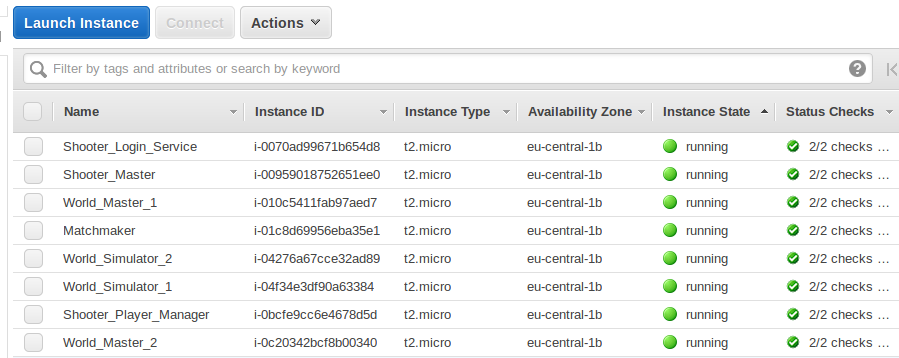 Launch Instance Connect Actions
Filter by tags and attributes or search by keyword
Name Instance ID Instance Type Availability Zone Instance State Status Checks
Shooter_Login_Service i-0070ad99671b654d8 t2.micro eu-central-1b running 2/2 checks ...
Shooter_Master i-00959018752651ee0 t2.micro eu-central-1b running 2/2 checks ...
World_Master_1 i-010c5411fab97aed7 t2.micro eu-central-1b running 2/2 checks ...
Matchmaker i-01c8d69956eba35e1 t2.micro eu-central-1b running 2/2 checks ...
World_Simulator_2 i-04276a67cce32ad89 t2.micro eu-central-1b running 2/2 checks ...
World_Simulator_1 i-04f34e3df90a63384 t2.micro eu-central-1b running 2/2 checks ...
Shooter_Player_Manager i-0bcfe9cc6e4678d5d t2.micro eu-central-1b running 2/2 checks ...
World_Master_2 i-0c20342bcf8b00340 t2.micro eu-central-1b running 2/2 checks ...